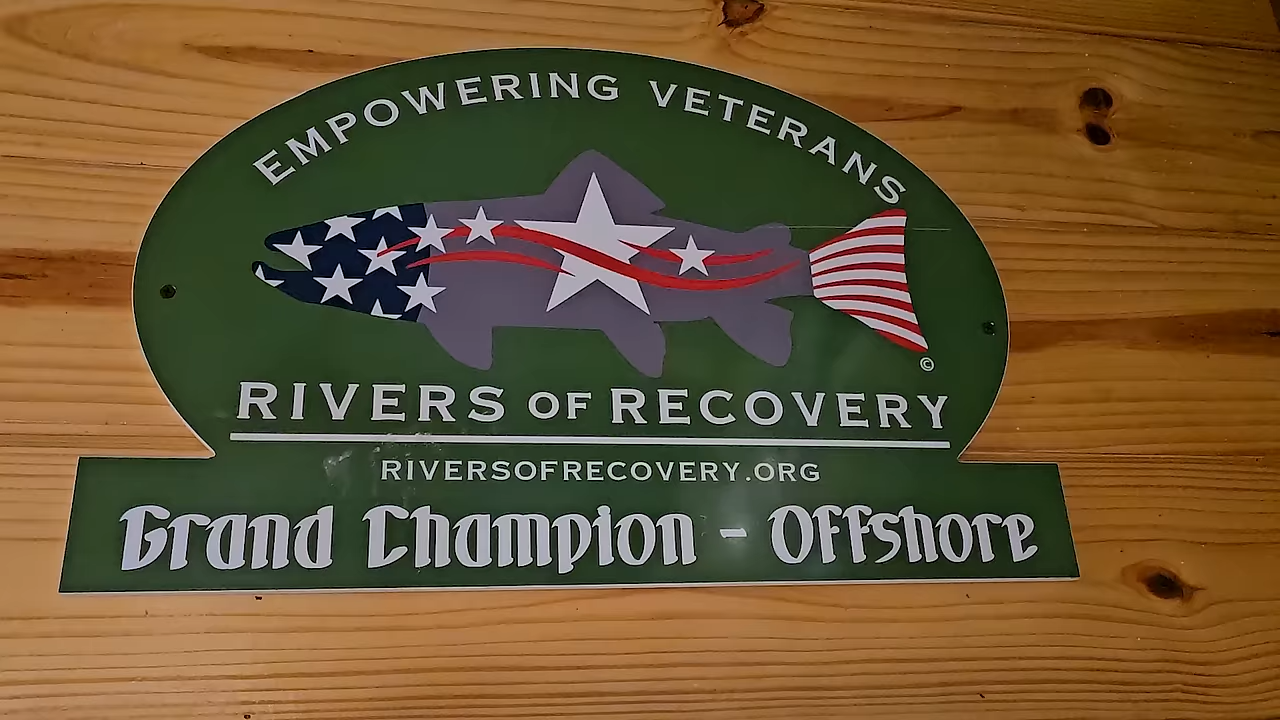 EMPOWERING VETERANS
©
RIVERS OF RECOVERY
RIVERSOFRECOVERY.ORG
Grand Champion - Offshore